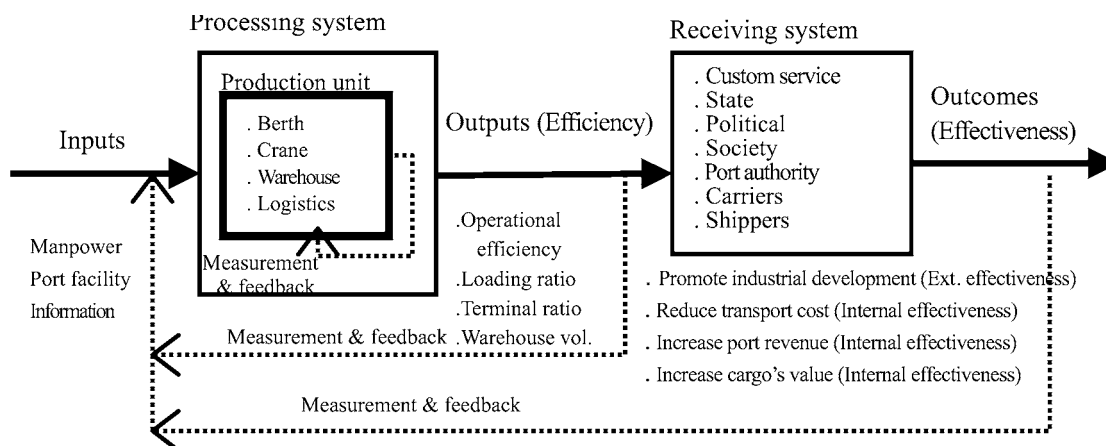 Processing system
Receiving system
Production unit
. Berth
. Crane
. Warehouse
. Logistics
Inputs
Outputs (Efficiency)
. Custom service
. State
. Political
. Society
. Port authority
. Carriers
. Shippers
Outcomes
(Effectiveness)
Manpower
Port facility
Information
Measurement
& feedback
.Operational
efficiency
.Loading ratio
.Terminal ratio
.Warehouse vol.
. Promote industrial development (Ext. effectiveness)
. Reduce transport cost (Internal effectiveness)
. Increase port revenue (Internal effectiveness)
. Increase cargo's value (Internal effectiveness)
Measurement & feedback
Measurement & feedback